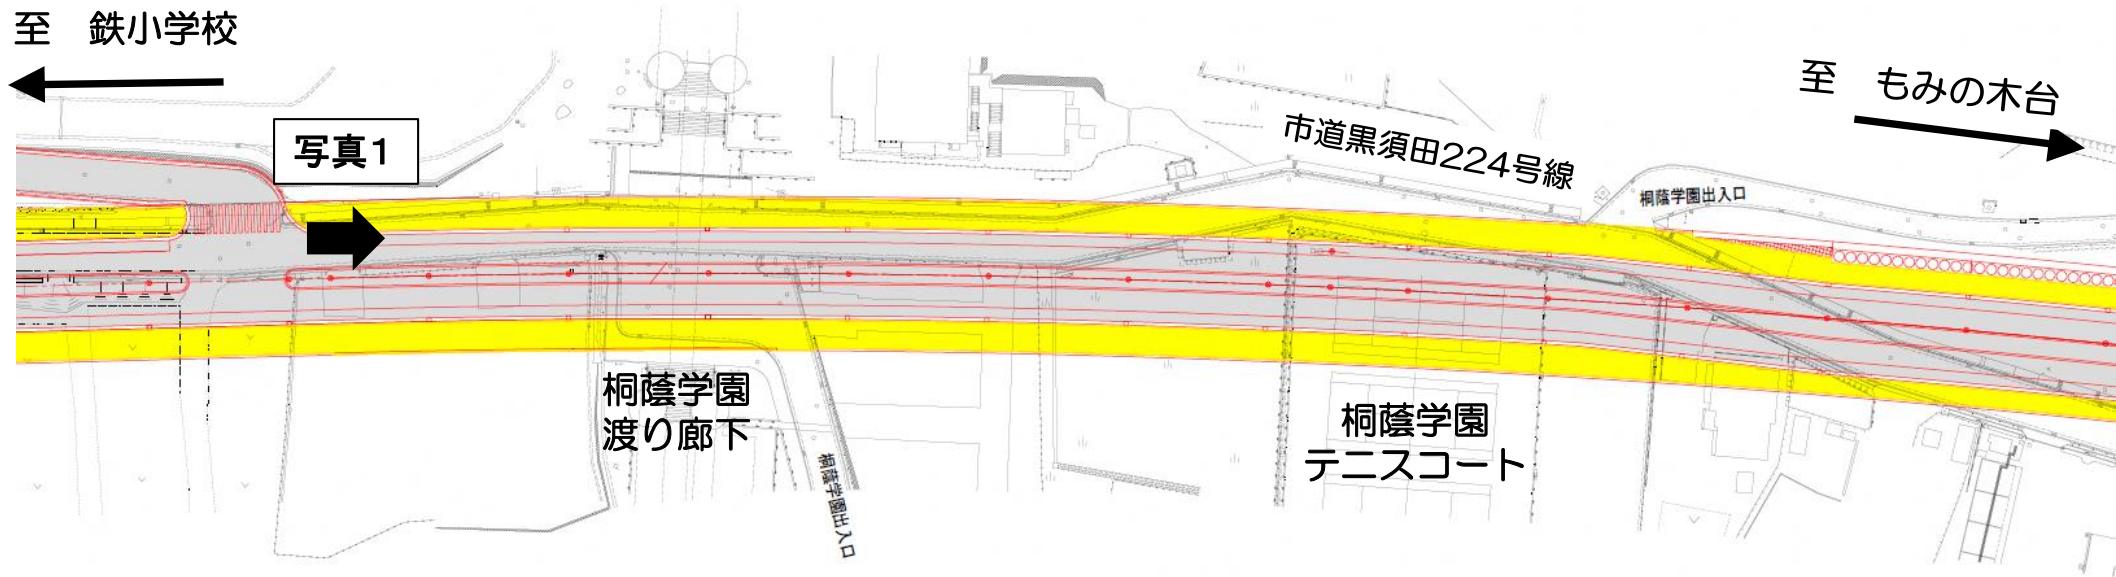 至　鉄小学校
至　もみの木台
写真1
市道黒須田224号線
桐蔭学園出入口
桐蔭学園
渡り廊下
桐蔭学園
テニスコート
桐蔭学園出入口